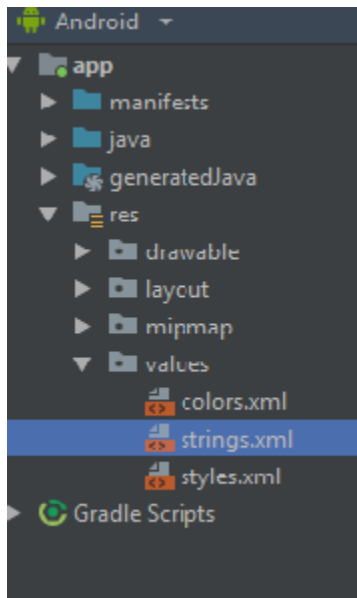 Android
app
manifests
java
generatedJava
res
drawable
layout
mipmap
values
colors.xml
strings.xml
styles.xml
Gradle Scripts